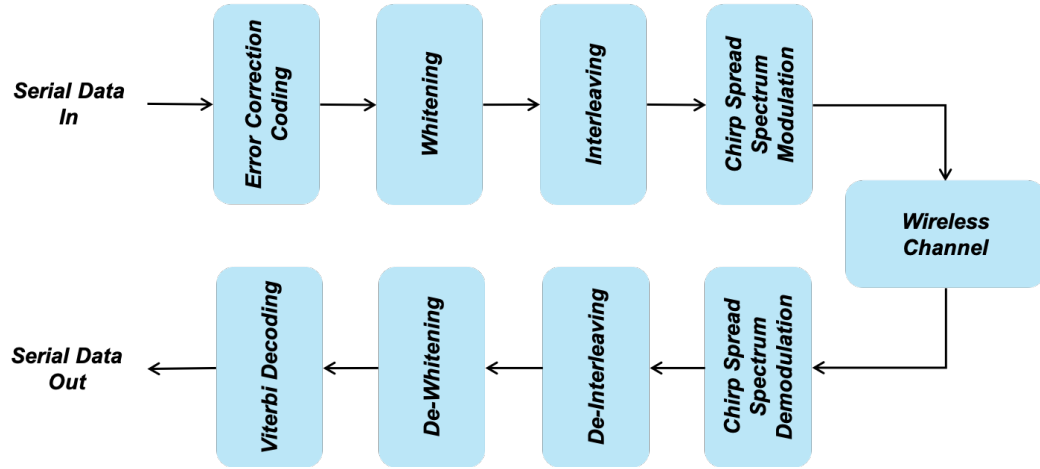 Serial Data
In
Error Correction
Coding
Whitening
Interleaving
Chirp Spread
Spectrum
Modulation
Wireless
Channel
Serial Data
Out
Viterbi Decoding
De-Whitening
De-Interleaving
Chirp Spread
Spectrum
Demodulation